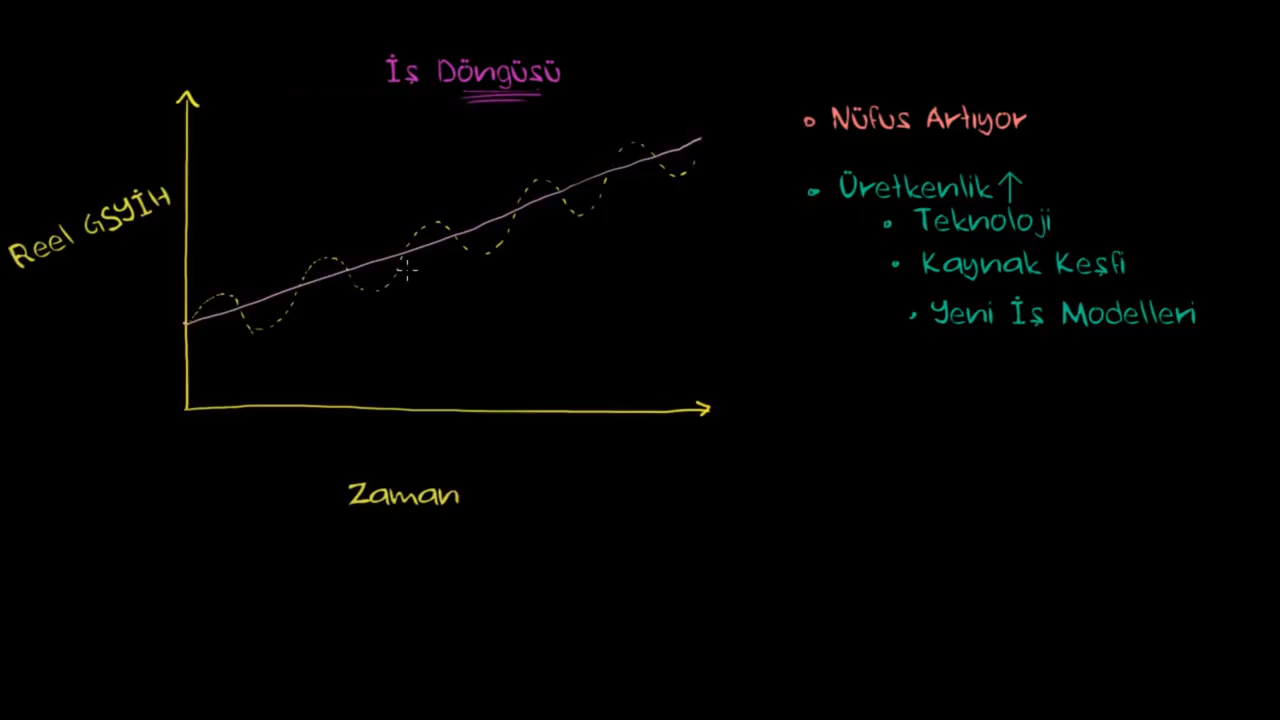 İş Döngüsü
Reel GSYİH
Zaman
• Nüfus Artıyor
• Üretkenlik ↑
• Teknoloji
• Kaynak Keşfi
• Yeni İş Modelleri